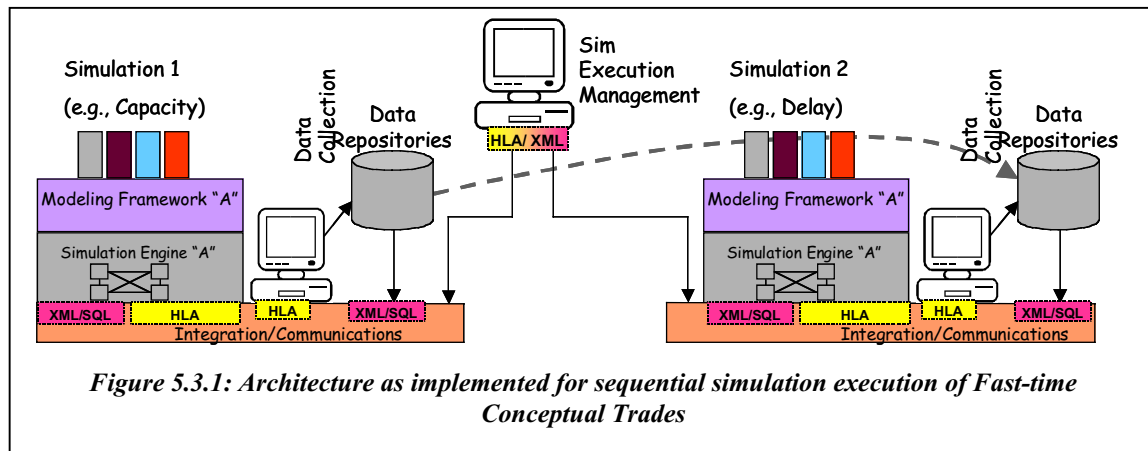 Simulation 1
(e.g., Capacity)
Data
Collection
Data
Repositories
Sim
Execution
Management
HLA/ XML
Simulation 2
(e.g., Delay)
Data
Collection
Data
Repositories
Modeling Framework “A”
Simulation Engine “A”
XML/SQL
HLA
HLA
XML/SQL
Integration/Communications
Modeling Framework “A”
Simulation Engine “A”
XML/SQL
HLA
HLA
XML/SQL
Integration/Communications
Figure 5.3.1: Architecture as implemented for sequential simulation execution of Fast-time
Conceptual Trades